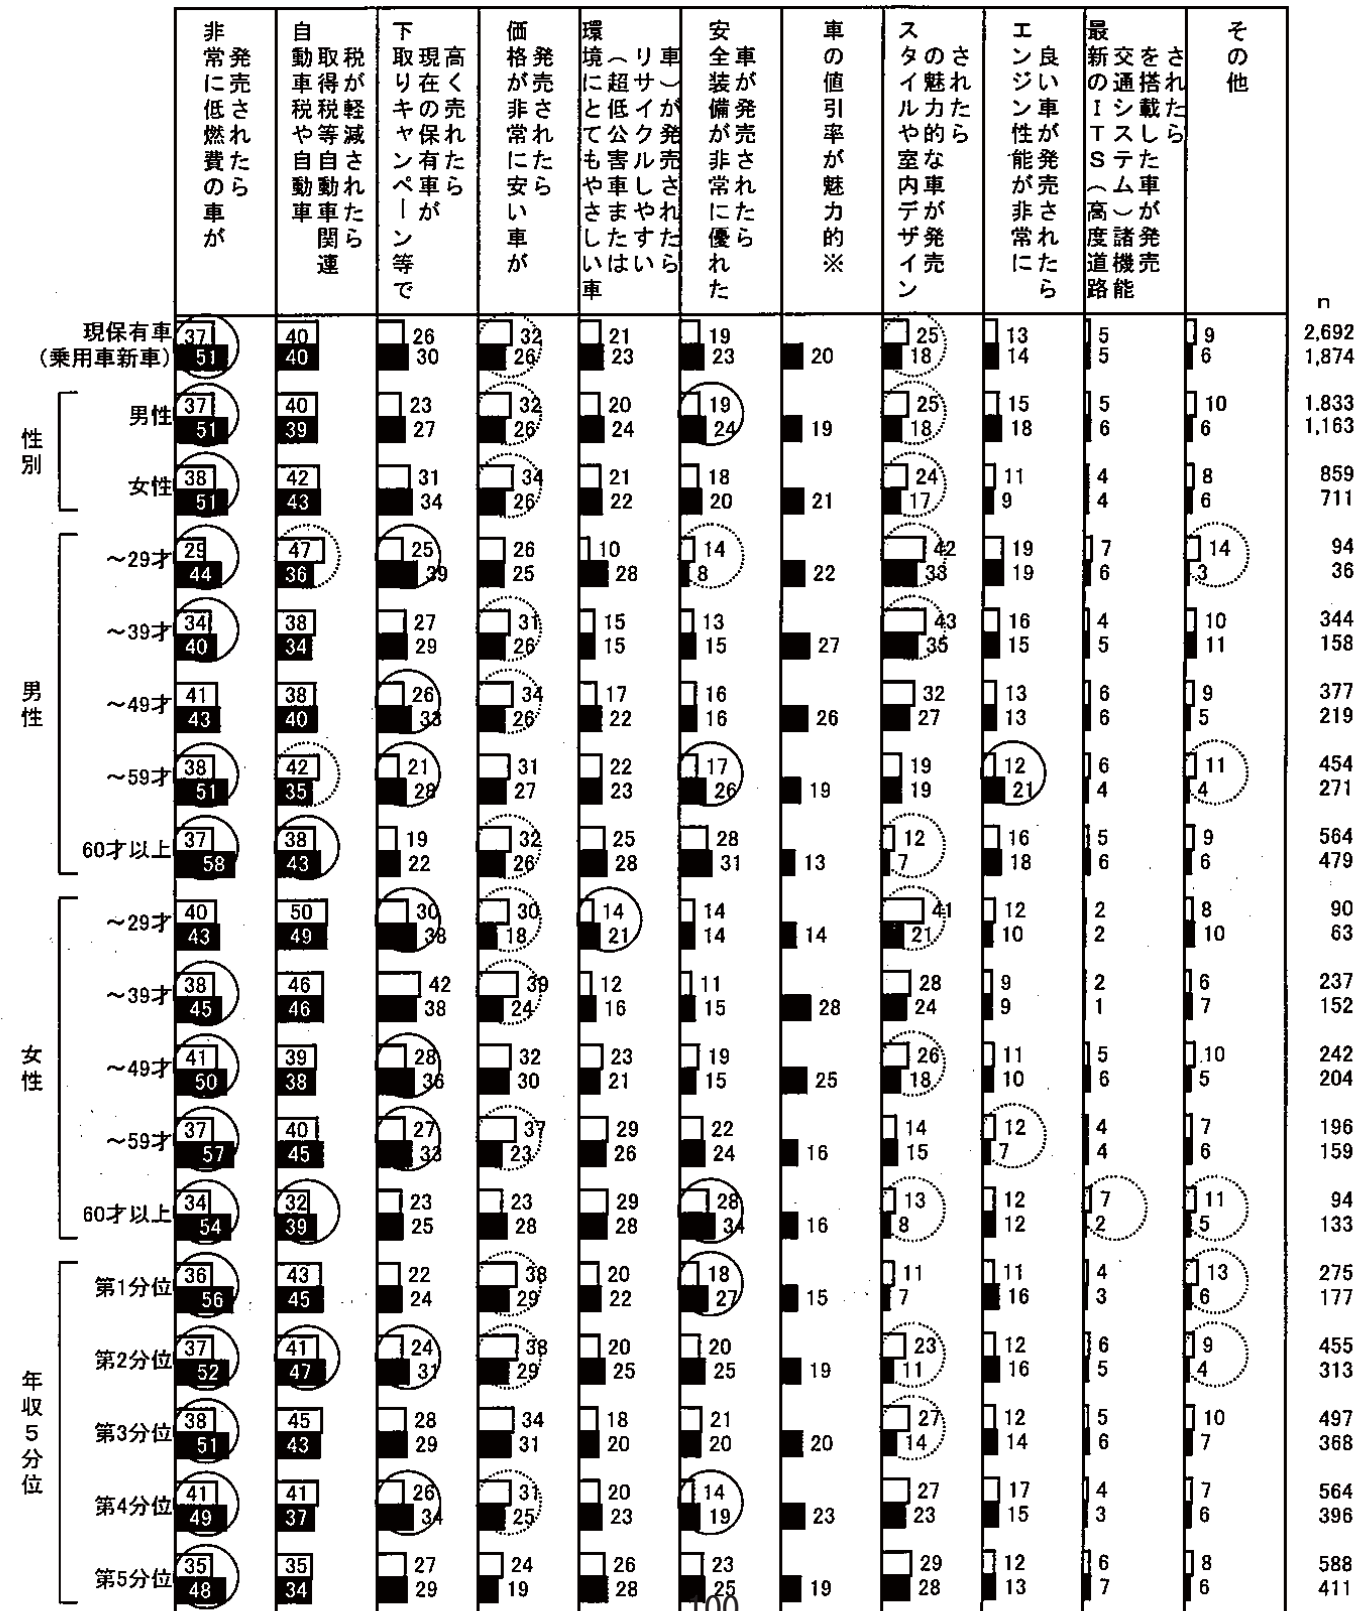 非常に低燃費の車が
発売されたら
自動車税や自動車
取得税等自動車関連
税が軽減されたら
下取りキャンペーン等で
現在の保有車が
高く売れたら
価格が非常に安い車が
発売されたら
環境にとてもやさしい車
（超低公害車または
リサイクルしやすい
車）が発売されたら
安全装備が非常に優れた
車が発売されたら
車の値引率が魅力的※
スタイルや室内デザイン
の魅力的な車が発売
されたら
エンジン性能が非常に
良い車が発売されたら
最新のITS（高度道路
交通システム）諸機能
を搭載した車が発売
されたら
その他
n
現保有車 37 40 26 32 21 19 25 13 5 9 2,692
(乗用車新車) 51 40 30 26 23 23 20 18 14 5 6 1,874
性別
男性 37 40 23 32 20 19 25 15 5 10 1.833
51 39 27 26 24 24 19 18 18 6 6 1,163
女性 38 42 31 34 21 18 24 11 4 8 859
51 43 34 26 22 20 21 17 9 4 6 711
男性
～29才 25 47 25 26 10 14 42 19 7 14 94
44 36 39 25 28 8 22 33 19 6 3 36
～39才 34 38 27 31 15 13 43 16 4 10 344
40 34 29 26 15 15 27 35 15 5 11 158
～49才 41 38 26 34 17 16 32 13 6 9 377
43 40 33 26 22 16 26 27 13 6 5 219
～59才 38 42 21 31 22 17 19 12 6 11 454
51 35 28 27 23 26 19 19 21 4 4 271
60才以上 37 38 19 32 25 28 12 16 5 9 564
58 43 22 26 28 31 13 7 18 6 6 479
女性
～29才 40 50 30 30 14 14 41 12 2 8 90
43 49 38 18 21 14 14 21 10 2 10 63
～39才 38 46 42 39 12 11 28 9 2 6 237
45 46 38 24 16 15 28 24 9 1 7 152
～49才 41 39 28 32 23 19 26 11 5 10 242
50 38 36 30 21 15 25 18 10 6 5 204
～59才 37 40 27 37 29 22 14 12 4 7 196
57 45 33 23 26 24 16 15 7 4 6 159
60才以上 34 32 23 23 29 28 13 12 7 11 94
54 39 25 28 28 34 16 8 12 2 5 133
年収5分位
第1分位 36 43 22 38 20 18 11 11 4 13 275
56 45 24 29 22 27 15 7 16 3 6 177
第2分位 37 41 24 38 20 20 23 12 6 9 455
52 47 31 29 25 25 19 11 16 5 4 313
第3分位 38 45 28 34 18 21 27 12 5 10 497
51 43 29 31 20 20 20 14 14 6 7 368
第4分位 41 41 26 31 20 14 27 17 4 7 564
49 37 34 25 23 19 23 23 15 3 6 396
第5分位 35 35 27 24 26 23 29 12 6 8 588
48 34 29 19 28 25 19 28 13 7 6 411
100